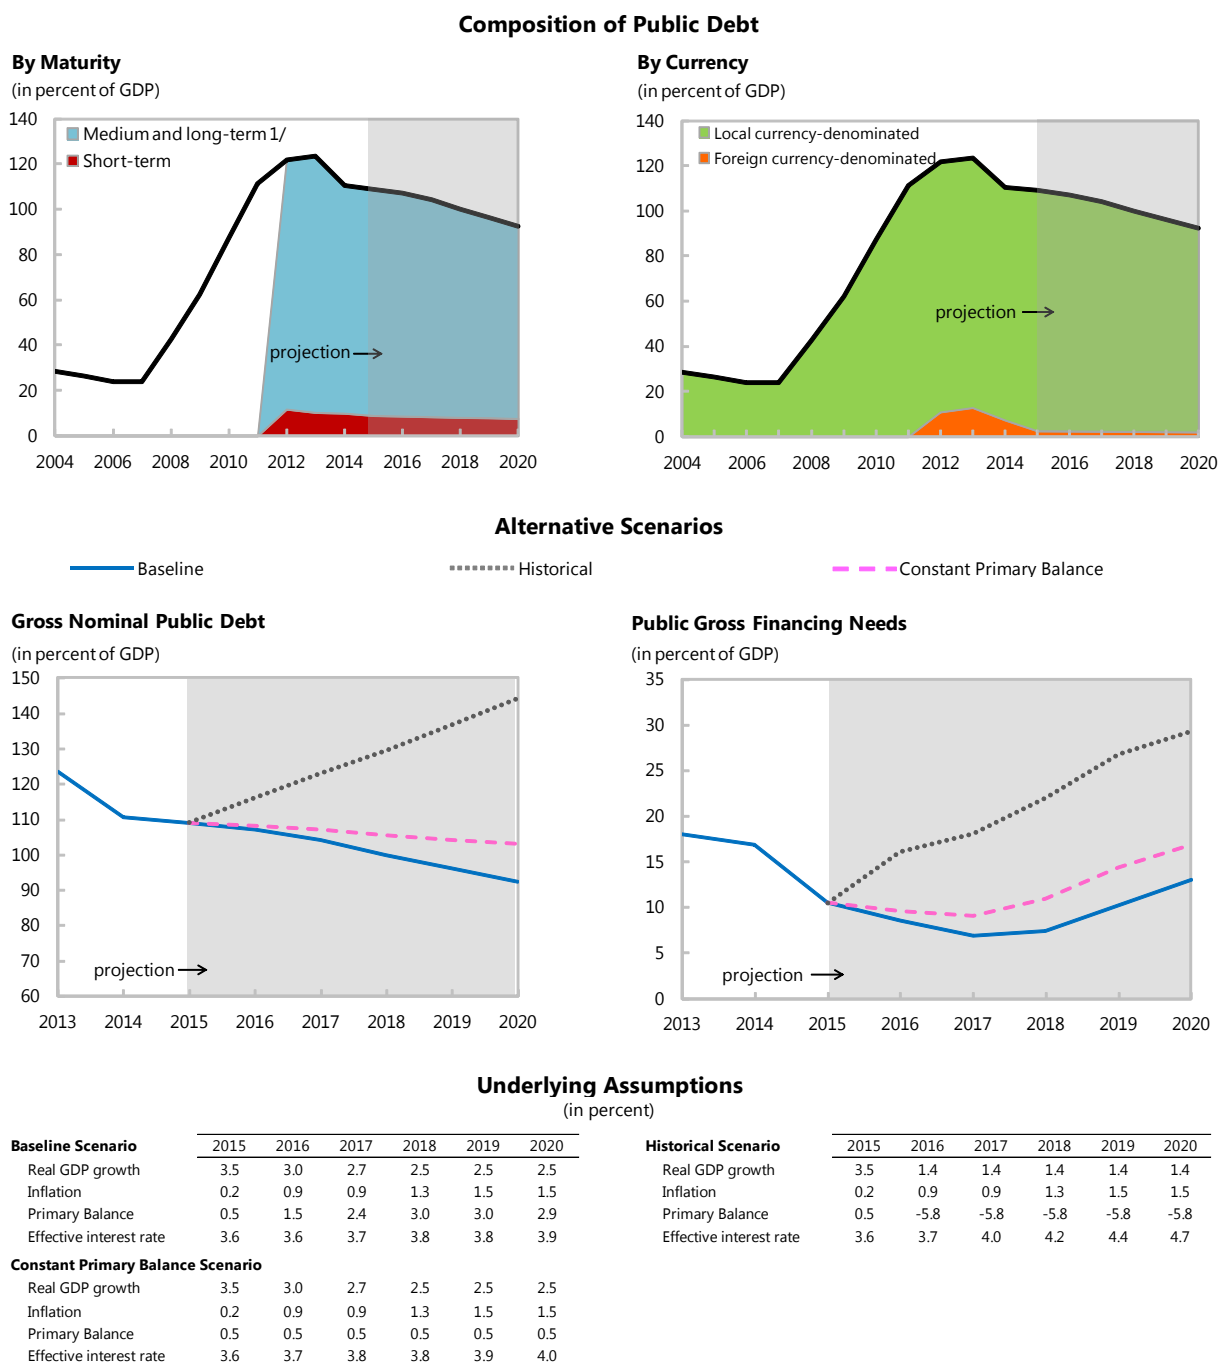 Composition of Public Debt
By Maturity
(in percent of GDP)
140
120
100
80
60
40
20
0
Medium and long-term 1/
Short-term
projection
2004 2006 2008 2010 2012 2014 2016 2018 2020
By Currency
(in percent of GDP)
140
120
100
80
60
40
20
0
Local currency-denominated
Foreign currency-denominated
projection
2004 2006 2008 2010 2012 2014 2016 2018 2020
Alternative Scenarios
Baseline Historical Constant Primary Balance
Gross Nominal Public Debt
(in percent of GDP)
150
140
130
120
110
100
90
80
70
60
projection
2013 2014 2015 2016 2017 2018 2019 2020
Public Gross Financing Needs
(in percent of GDP)
35
30
25
20
15
10
5
0
projection
2013 2014 2015 2016 2017 2018 2019 2020
Underlying Assumptions
(in percent)
Baseline Scenario 2015 2016 2017 2018 2019 2020
Real GDP growth 3.5 3.0 2.7 2.5 2.5 2.5
Inflation 0.2 0.9 0.9 1.3 1.5 1.5
Primary Balance 0.5 1.5 2.4 3.0 3.0 2.9
Effective interest rate 3.6 3.6 3.7 3.8 3.8 3.9
Constant Primary Balance Scenario
Real GDP growth 3.5 3.0 2.7 2.5 2.5 2.5
Inflation 0.2 0.9 0.9 1.3 1.5 1.5
Primary Balance 0.5 0.5 0.5 0.5 0.5 0.5
Effective interest rate 3.6 3.7 3.8 3.8 3.9 4.0
Historical Scenario 2015 2016 2017 2018 2019 2020
Real GDP growth 3.5 1.4 1.4 1.4 1.4 1.4
Inflation 0.2 0.9 0.9 1.3 1.5 1.5
Primary Balance 0.5 -5.8 -5.8 -5.8 -5.8 -5.8
Effective interest rate 3.6 3.7 4.0 4.2 4.4 4.7